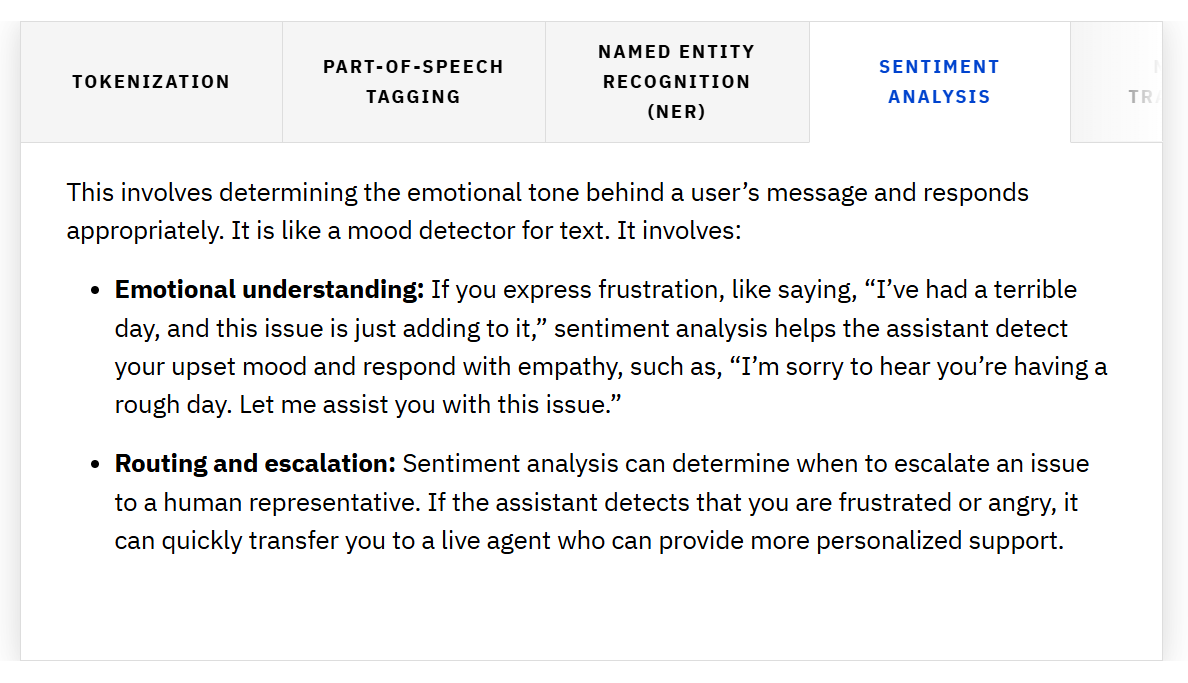 TOKENIZATION
PART-OF-SPEECH
TAGGING
NAMED ENTITY
RECOGNITION
(NER)
SENTIMENT
ANALYSIS
This involves determining the emotional tone behind a user’s message and responds
appropriately. It is like a mood detector for text. It involves:
• Emotional understanding: If you express frustration, like saying, “I’ve had a terrible
day, and this issue is just adding to it,” sentiment analysis helps the assistant detect
your upset mood and respond with empathy, such as, “I’m sorry to hear you’re having a
rough day. Let me assist you with this issue.”
• Routing and escalation: Sentiment analysis can determine when to escalate an issue
to a human representative. If the assistant detects that you are frustrated or angry, it
can quickly transfer you to a live agent who can provide more personalized support.